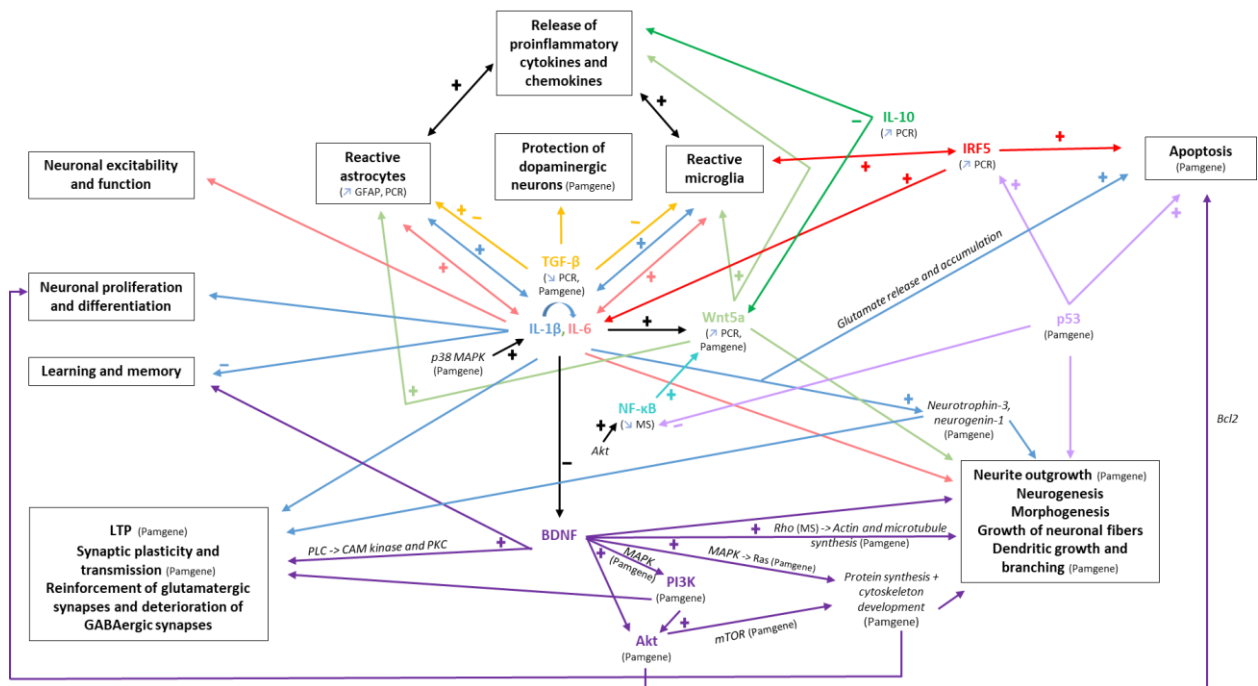 Release of
proinflammatory
cytokines and
chemokines
+
+
IL-10
(↗ PCR)
−
Neuronal excitability
and function
Reactive
astrocytes
(↗ GFAP, PCR)
Protection of
dopaminergic
neurons (Pamgene)
Reactive
microglia
IRF5
(↗ PCR)
+
+
+
Apoptosis
(Pamgene)
+
+
+
+ −
−
+
+
+
+
+
TGF-β
(↘ PCR,
Pamgene)
Glutamate release and accumulation
Neuronal proliferation
and differentiation
IL-1β, IL-6
+
Wnt5a
(↗ PCR,
Pamgene)
p53
(Pamgene)
p38 MAPK
(Pamgene)
+
Learning and memory
−
+
+
NF-κB
(↘ MS)
+
−
Akt
+
Neurotrophin-3,
neurogenin-1
(Pamgene)
Bcl2
−
Neurite outgrowth (Pamgene)
Neurogenesis
Morphogenesis
Growth of neuronal fibers
Dendritic growth and
branching (Pamgene)
LTP (Pamgene)
Synaptic plasticity and
transmission (Pamgene)
Reinforcement of glutamatergic
synapses and deterioration of
GABAergic synapses
PLC -> CAM kinase and PKC
+
BDNF
+
Rho (MS) -> Actin and microtubule
synthesis (Pamgene)
+
MAPK
(Pamgene)
+
MAPK -> Ras (Pamgene)
PI3K
(Pamgene)
Protein synthesis +
cytoskeleton
development
(Pamgene)
+
Akt
(Pamgene)
mTOR (Pamgene)